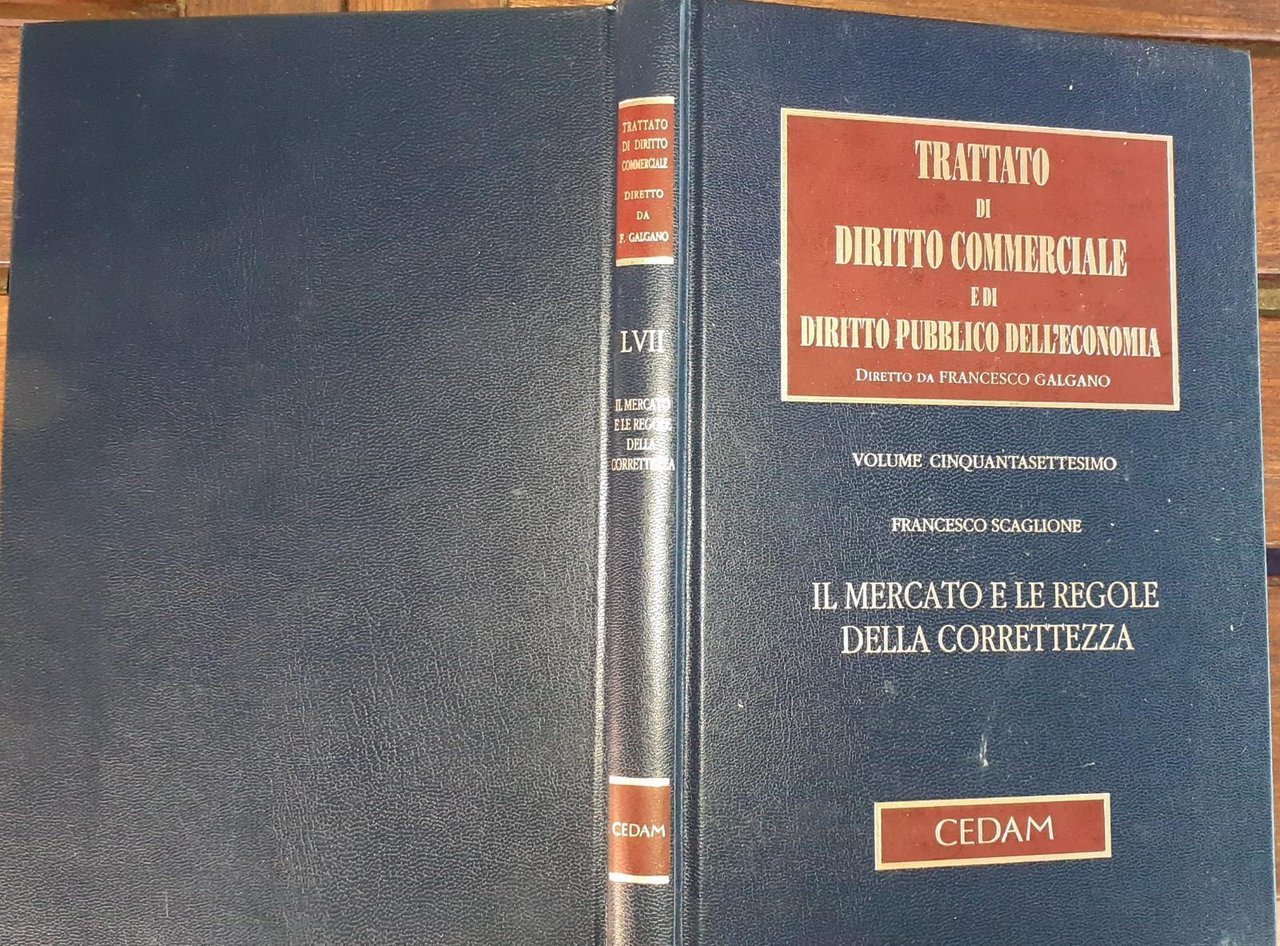 TRATTATO
DI DIRITTO
COMMERCIALE
DIRETTO
DA
F. GALGANO
LVII
IL MERCATO
E LE REGOLE
DELLA
CORRETTEZZA
CEDAM
TRATTATO
DI
DIRITTO COMMERCIALE
E DI
DIRITTO PUBBLICO DELL'ECONOMIA
DIRETTO DA FRANCESCO GALGANO
VOLUME CINQUANTASETTESIMO
FRANCESCO SCAGLIONE
IL MERCATO E LE REGOLE
DELLA CORRETTEZZA
CEDAM